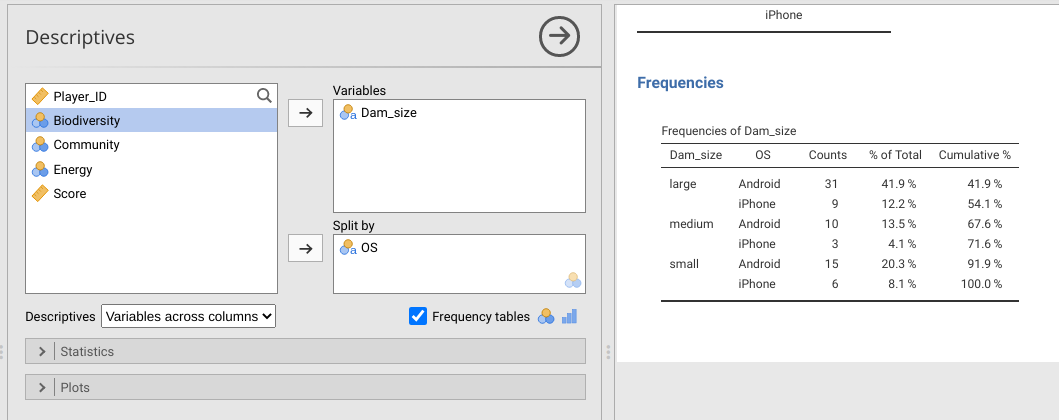 Descriptives
Player_ID
Biodiversity
Community
Energy
Score
Variables
Dam_size
Split by
OS
Descriptives Variables across columns Frequency tables
Statistics
Plots
iPhone
Frequencies
Frequencies of Dam_size
Dam_size OS Counts % of Total Cumulative %
large Android 31 41.9 % 41.9 %
iPhone 9 12.2 % 54.1 %
medium Android 10 13.5 % 67.6 %
iPhone 3 4.1 % 71.6 %
small Android 15 20.3 % 91.9 %
iPhone 6 8.1 % 100.0 %